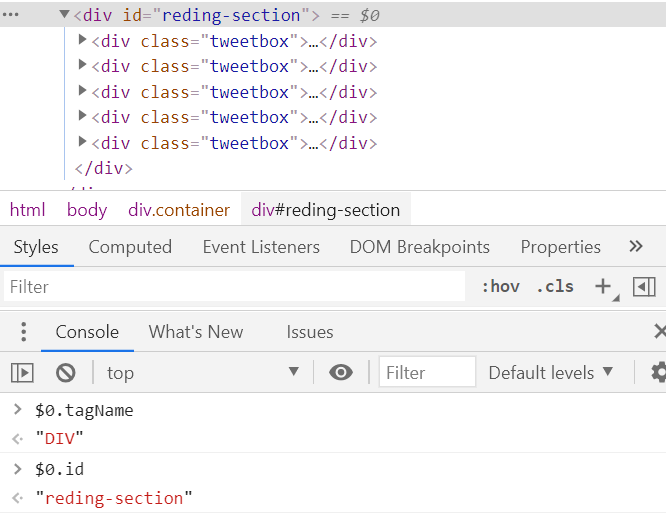 <div id="reding-section"> == $0
<div class="tweetbox">…</div>
<div class="tweetbox">…</div>
<div class="tweetbox">…</div>
<div class="tweetbox">…</div>
<div class="tweetbox">…</div>
</div>
html body div.container div#reding-section
Styles Computed Event Listeners DOM Breakpoints Properties »
Filter :hov .cls +
Console What's New Issues
top Filter Default levels
> $0.tagName
"DIV"
> $0.id
"reding-section"